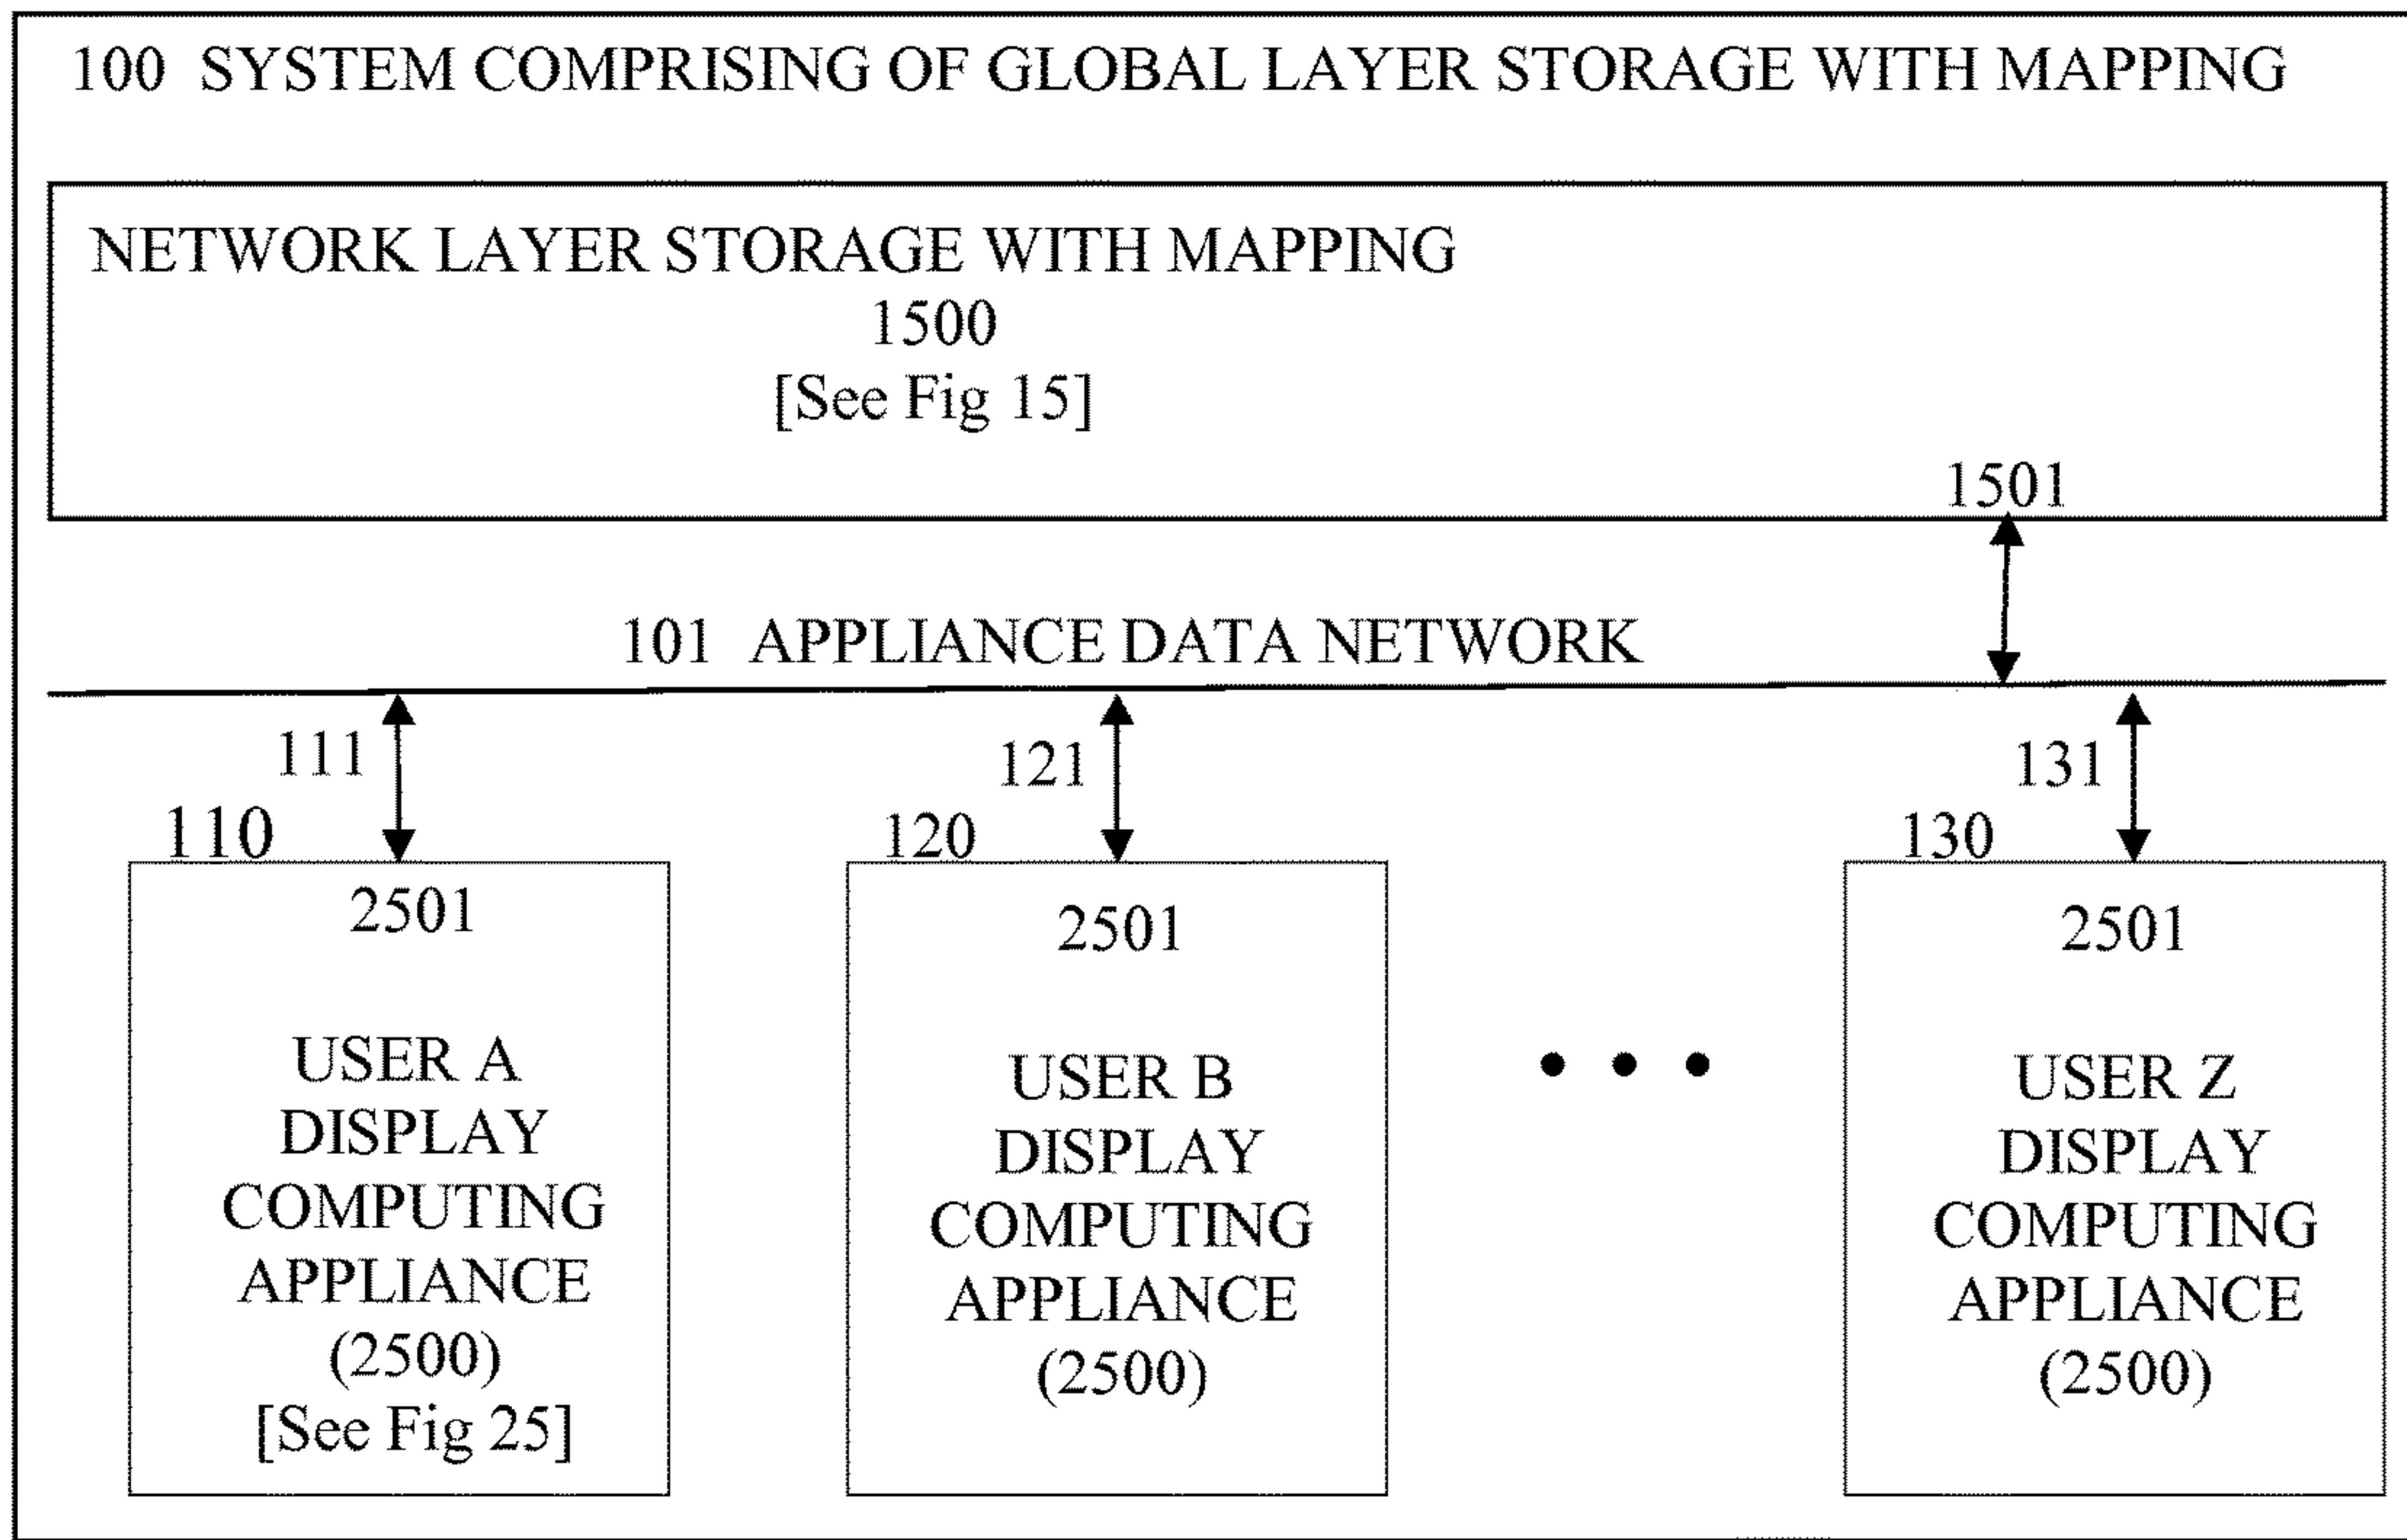 100 SYSTEM COMPRISING OF GLOBAL LAYER STORAGE WITH MAPPING
NETWORK LAYER STORAGE WITH MAPPING
1500
[See Fig 15]
1501
101 APPLIANCE DATA NETWORK
111
121
131
110
120
130
2501
USER A
DISPLAY
COMPUTING
APPLIANCE
(2500)
[See Fig 25]
2501
USER B
DISPLAY
COMPUTING
APPLIANCE
(2500)
2501
USER Z
DISPLAY
COMPUTING
APPLIANCE
(2500)